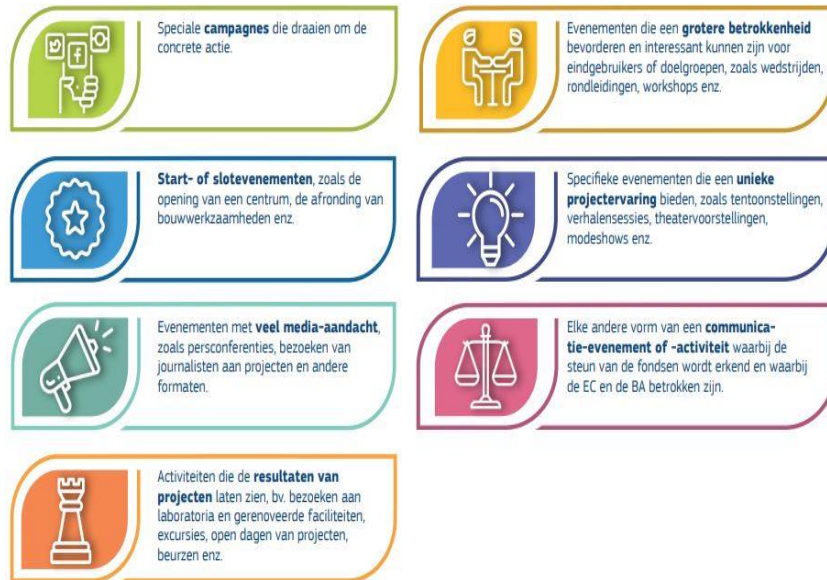 Speciale campagnes die draaien om de
concrete actie.
Start- of slotevenementen, zoals de
opening van een centrum, de afronding van
bouwwerkzaamheden enz.
Evenementen met veel media-aandacht,
zoals persconferenties, bezoeken van
journalisten aan projecten en andere
formaten.
Activiteiten die de resultaten van
projecten laten zien, bv. bezoeken aan
laboratoria en gerenoveerde faciliteiten,
excursies, open dagen van projecten,
beurzen enz.
Evenementen die een grotere betrokkenheid
bevorderen en interessant kunnen zijn voor
eindgebruikers of doelgroepen, zoals wedstrijden,
rondleidingen, workshops enz.
Specifieke evenementen die een unieke
projectervaring bieden, zoals tentoonstellingen,
verhalensessies, theatervoorstellingen,
modeshows enz.
Elke andere vorm van een communica-
tie-evenement of -activiteit waarbij de
steun van de fondsen wordt erkend en waarbij
de EC en de BA betrokken zijn.